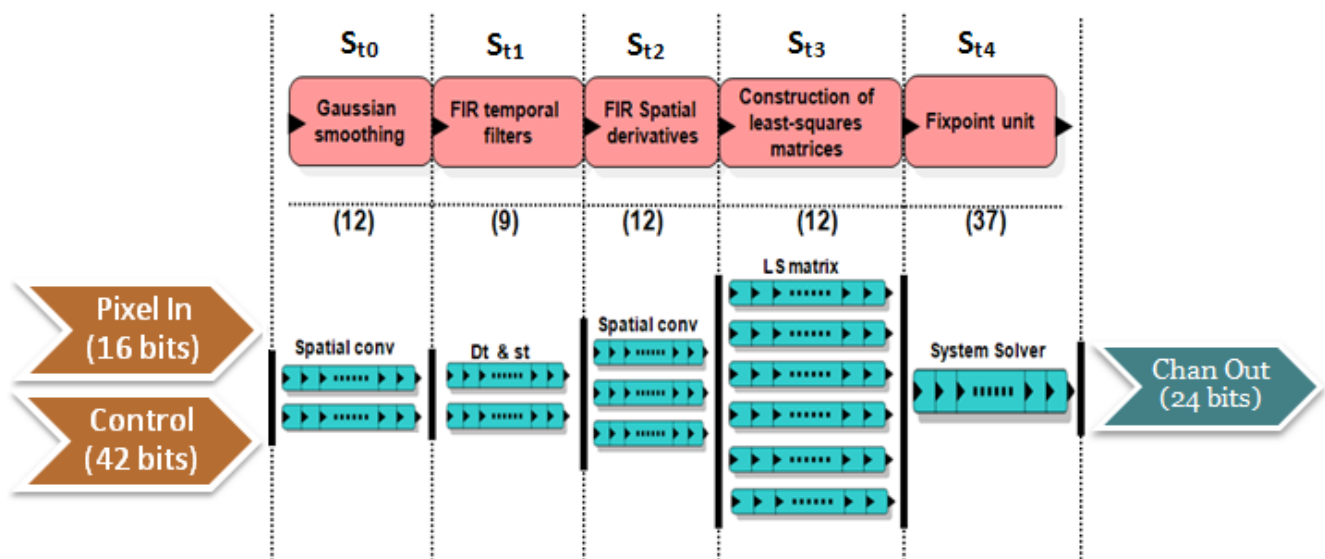 St0 St1 St2 St3 St4
Gaussian
smoothing
FIR temporal
filters
FIR Spatial
derivatives
Construction of
least-squares
matrices
Fixpoint unit
(12) (9) (12) (12) (37)
Pixel In
(16 bits)
Control
(42 bits)
Spatial conv
Dt & st
Spatial conv
LS matrix
System Solver
Chan Out
(24 bits)